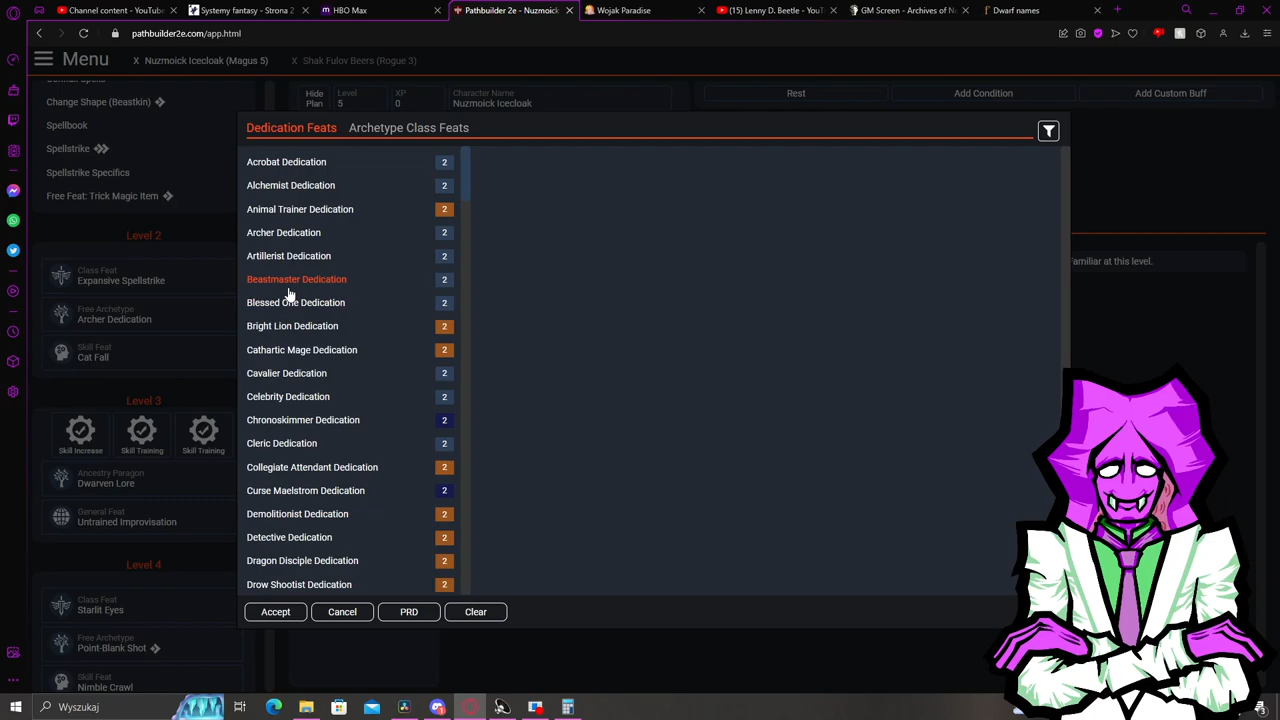 Channel content - YouTub
Systemy fantasy - Strona 2
HBO Max
Pathbuilder 2e - Nuzmoick
Wojak Paradise
(15) Lenny D. Beetle - YouT
GM Screen - Archives of N
Dwarf names
pathbuilder2e.com/app.html
Menu
X Nuzmoick Icecloak (Magus 5)
X Shak Fulov Beers (Rogue 3)
Change Shape (Beastkin)
Spellbook
Spellstrike
Spellstrike Specifics
Free Feat: Trick Magic Item
Hide
Plan
Level
5
XP
0
Character Name
Nuzmoick Icecloak
Rest
Add Condition
Add Custom Buff
Dedication Feats
Archetype Class Feats
Acrobat Dedication 2
Alchemist Dedication 2
Animal Trainer Dedication 2
Archer Dedication 2
Artillerist Dedication 2
Beastmaster Dedication 2
Blessed One Dedication 2
Bright Lion Dedication 2
Cathartic Mage Dedication 2
Cavalier Dedication 2
Celebrity Dedication 2
Chronoskimmer Dedication 2
Cleric Dedication 2
Collegiate Attendant Dedication 2
Curse Maelstrom Dedication 2
Demolitionist Dedication 2
Detective Dedication 2
Dragon Disciple Dedication 2
Drow Shootist Dedication 2
Accept
Cancel
PRD
Clear
Familiar at this level.
Level 2
Class Feat
Expansive Spellstrike
Free Archetype
Archer Dedication
Skill Feat
Cat Fall
Level 3
Skill Increase
Skill Training
Skill Training
Ancestry Paragon
Dwarven Lore
General Feat
Untrained Improvisation
Level 4
Class Feat
Starlit Eyes
Free Archetype
Point-Blank Shot
Skill Feat
Nimble Crawl
Wyszukaj